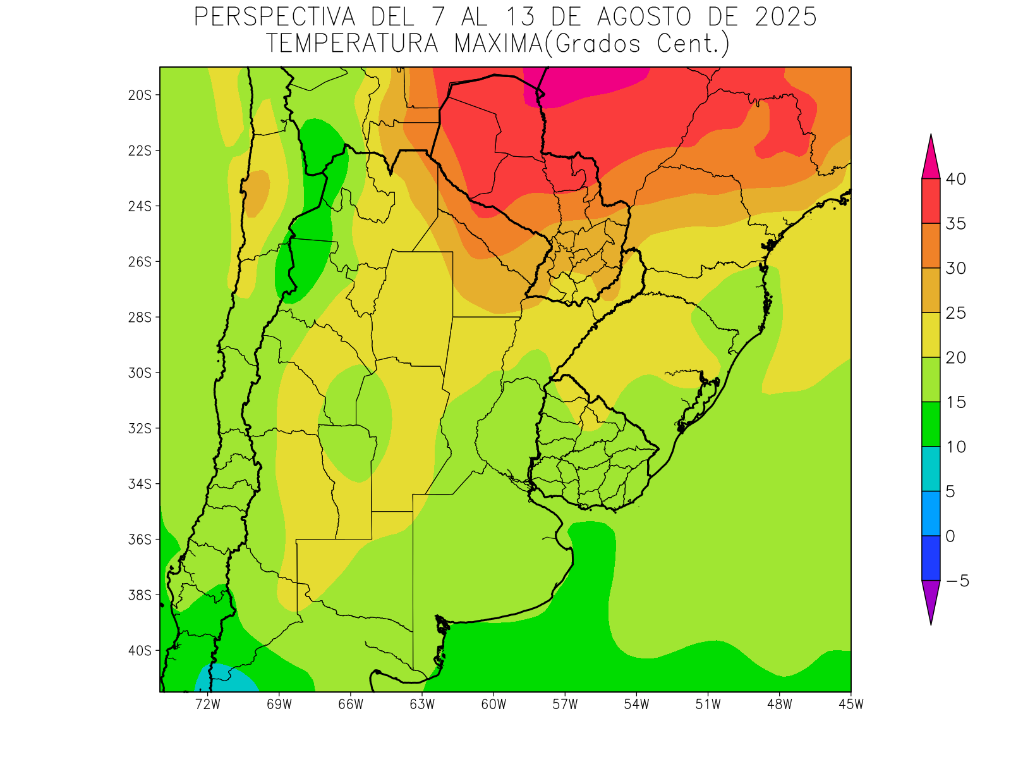 PERSPECTIVA DEL 7 AL 13 DE AGOSTO DE 2025
TEMPERATURA MAXIMA(Grados Cent.)
20S
22S
24S
26S
28S
30S
32S
34S
36S
38S
40S
72W 69W 66W 63W 60W 57W 54W 51W 48W 45W
40
35
30
25
20
15
10
5
0
−5